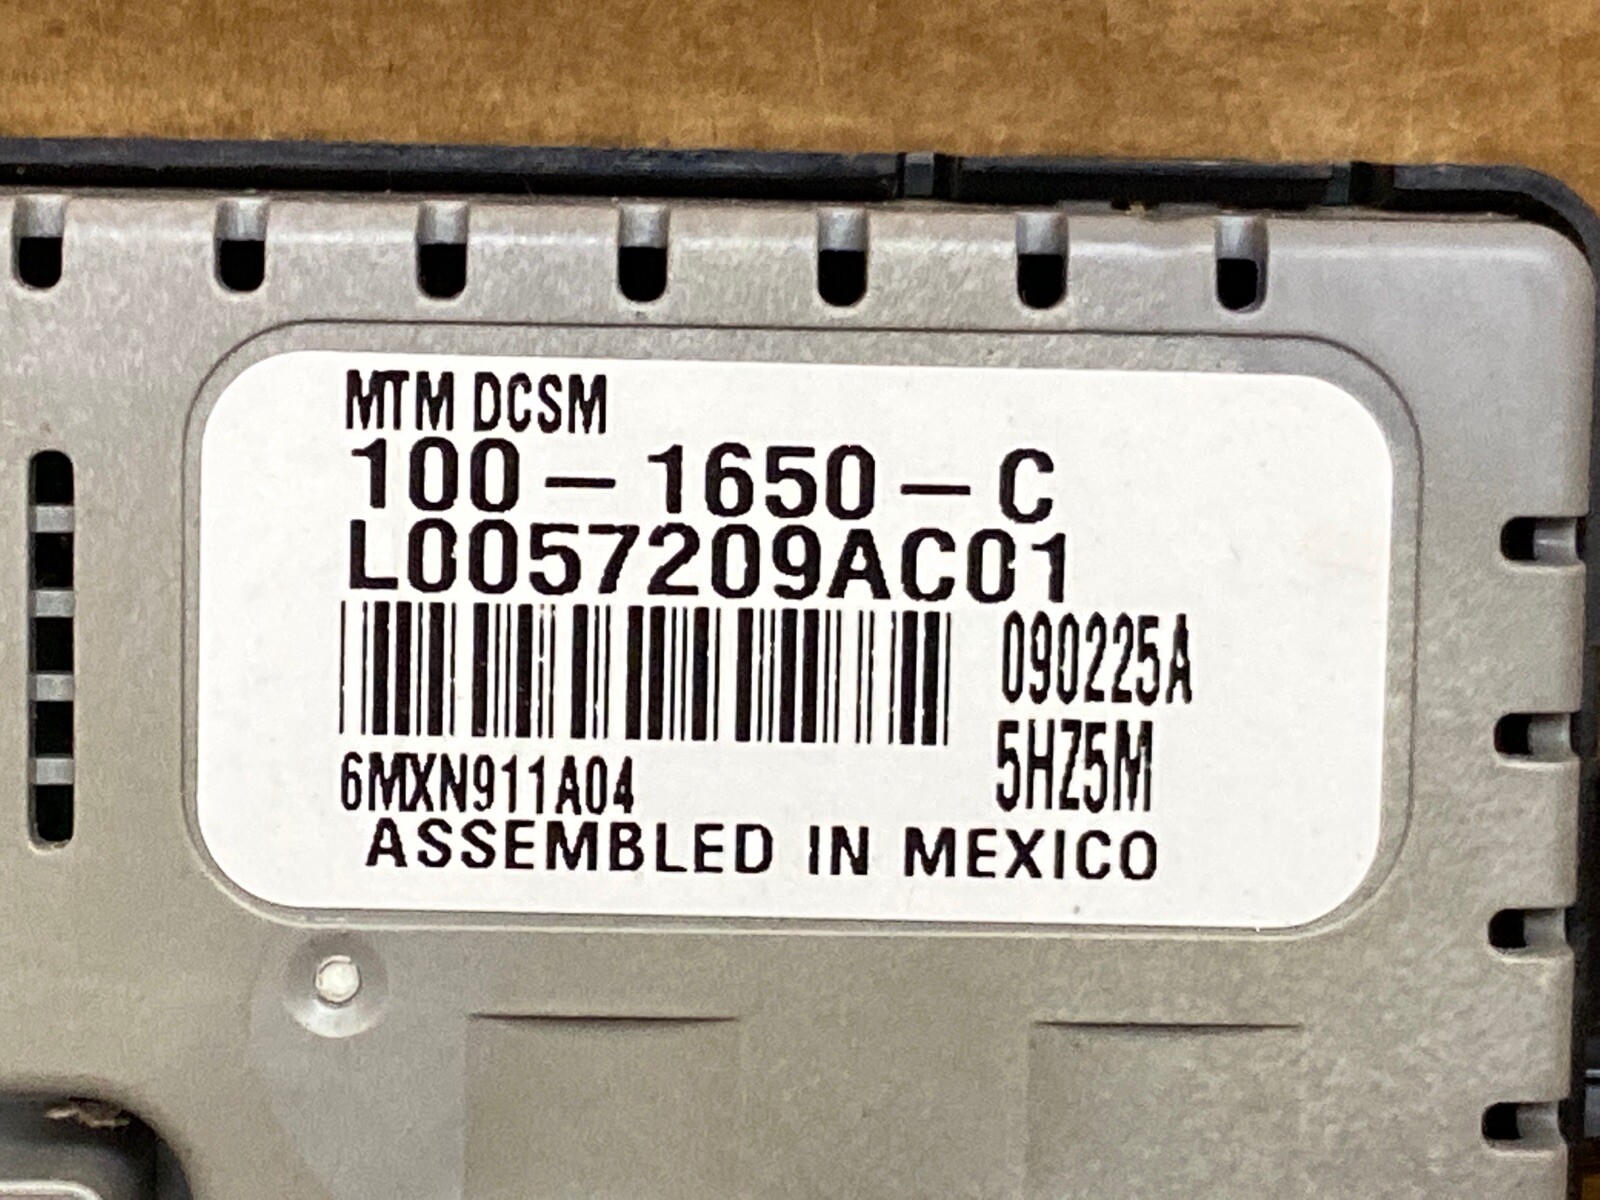 MTM DCSM
100-1650-C
L0057209AC01
090225A
5HZ5M
6MXN911A04
ASSEMBLED IN MEXICO